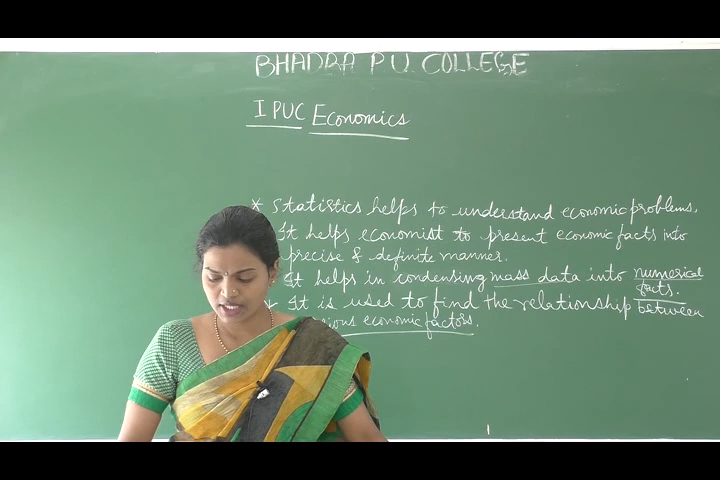 BHADRA P U COLLEGE
I PUC Economics
* Statistics helps to understand economic problems.
It helps economist to present economic facts into
precise & definite manner.
It helps in condensing mass data into numerical
facts.
* It is used to find the relationship between
economic factors.